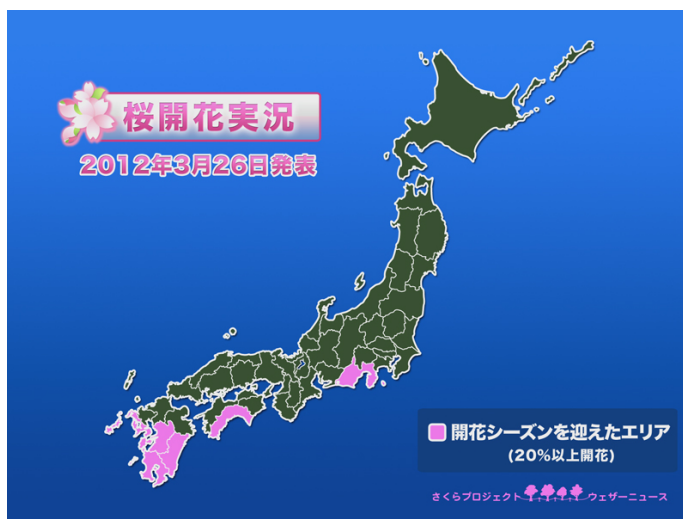 桜開花実況
2012年3月26日発表
開花シーズンを迎えたエリア
(20%以上開花)
さくらプロジェクト ウェザーニュース